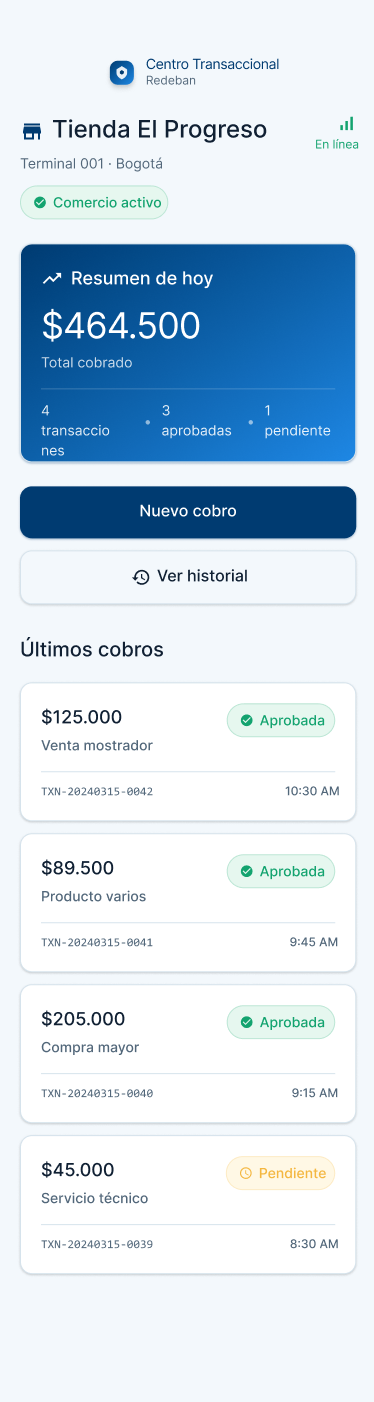 Centro Transaccional
Redeban
Tienda El Progreso
En línea
Terminal 001 · Bogotá
Comercio activo
Resumen de hoy
$464.500
Total cobrado
4
transaccio
nes
•
3
aprobadas
•
1
pendiente
Nuevo cobro
Ver historial
Últimos cobros
$125.000
Aprobada
Venta mostrador
TXN-20240315-0042
10:30 AM
$89.500
Aprobada
Producto varios
TXN-20240315-0041
9:45 AM
$205.000
Aprobada
Compra mayor
TXN-20240315-0040
9:15 AM
$45.000
Pendiente
Servicio técnico
TXN-20240315-0039
8:30 AM